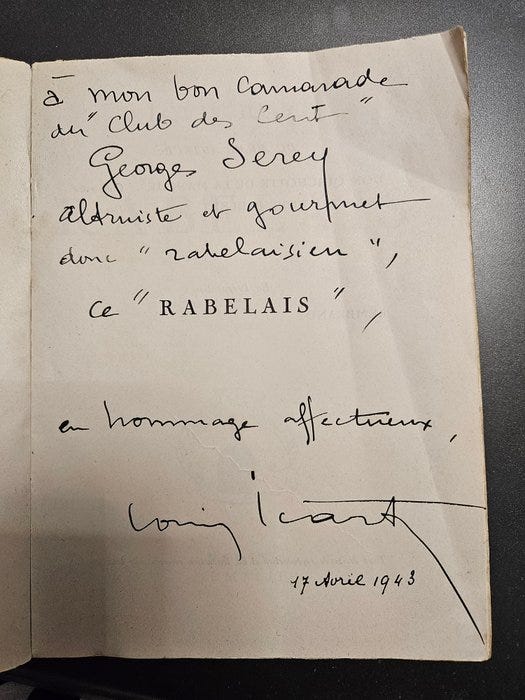 à mon bon camarade
du "Club des Cent"
Georges Serey
altruiste et gourmet
donc "rabelaisien",
ce "RABELAIS",
en hommage affectueux,
Louis Icart
17 Avril 1943